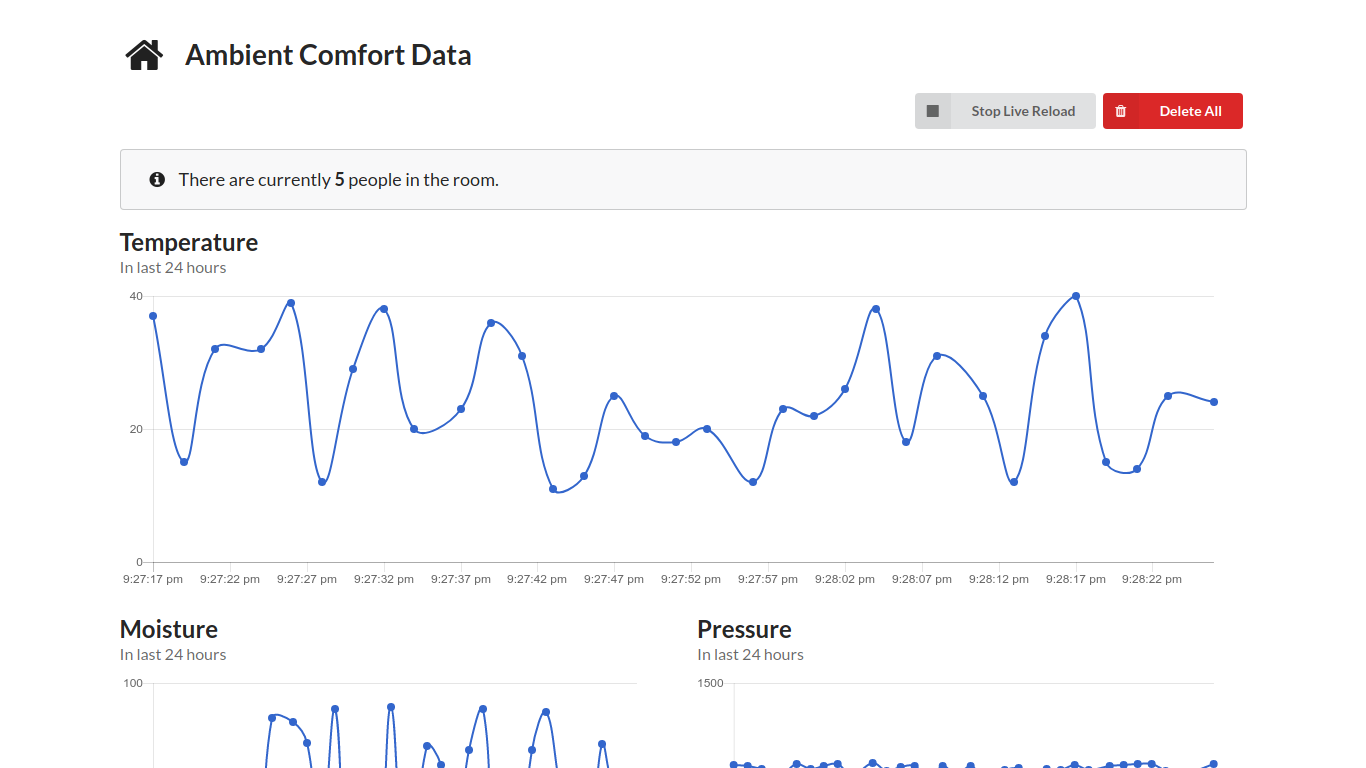 Ambient Comfort Data
Stop Live Reload
Delete All
There are currently 5 people in the room.
Temperature
In last 24 hours
40
20
0
9:27:17 pm 9:27:22 pm 9:27:27 pm 9:27:32 pm 9:27:37 pm 9:27:42 pm 9:27:47 pm 9:27:52 pm 9:27:57 pm 9:28:02 pm 9:28:07 pm 9:28:12 pm 9:28:17 pm 9:28:22 pm
Moisture
In last 24 hours
100
Pressure
In last 24 hours
1500